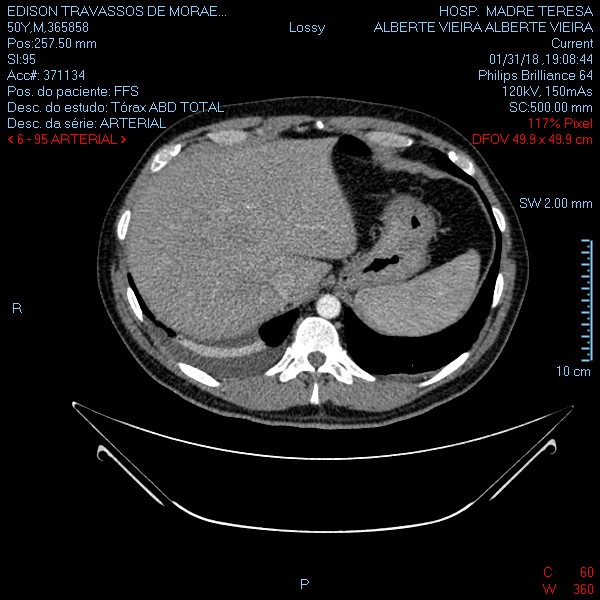 EDISON TRAVASSOS DE MORAE...
50Y,M,365858
Pos:257.50 mm
SI:95
Acc#: 371134
Pos. do paciente: FFS
Desc. do estudo: Tórax ABD TOTAL
Desc. da série: ARTERIAL
< 6 - 95 ARTERIAL >
Lossy
HOSP. MADRE TERESA
ALBERTE VIEIRA ALBERTE VIEIRA
Current
01/31/18 ,19:08:44
Philips Brilliance 64
120kV, 150mAs
SC:500.00 mm
117% Pixel
DFOV 49.9 x 49.9 cm
SW 2.00 mm
R
10 cm
P
C 60
W 360